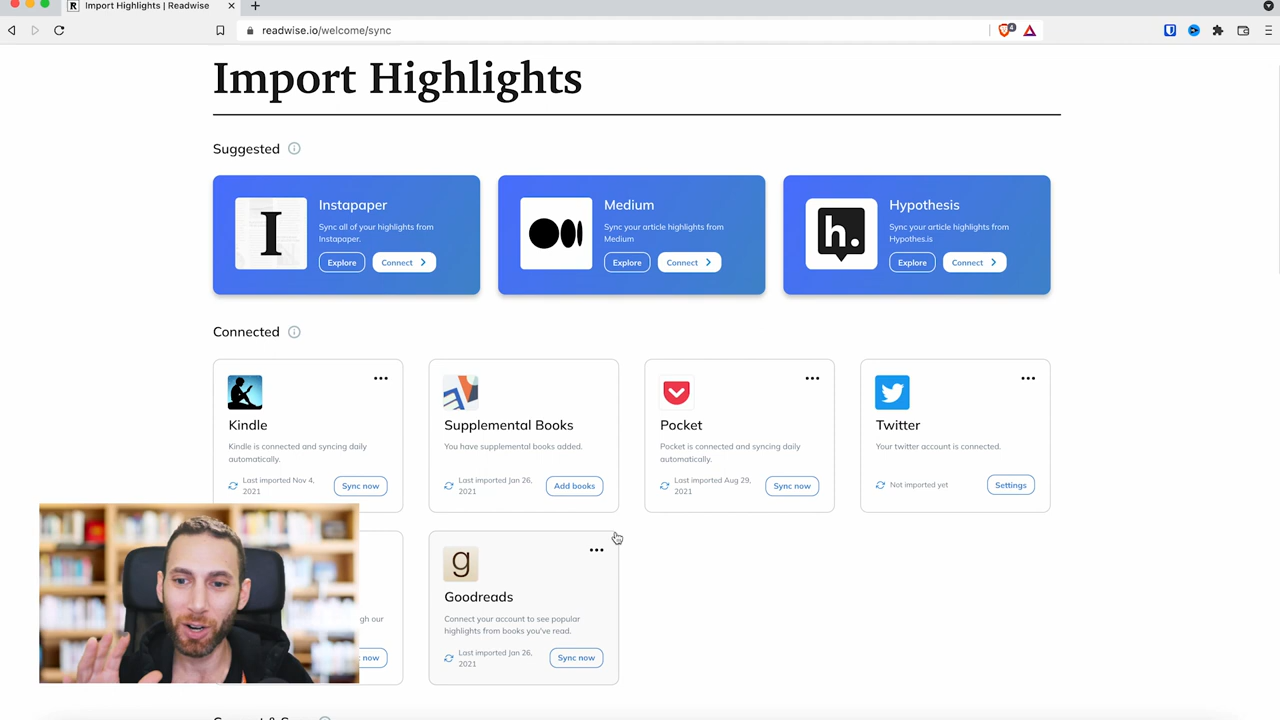 Import Highlights | Readwise
readwise.io/welcome/sync
4
Import Highlights
Suggested
Instapaper
Sync all of your highlights from
Instapaper.
Explore
Connect
Medium
Sync your article highlights from
Medium
Explore
Connect
h.
Hypothesis
Sync your article highlights from
Hypothes.is
Explore
Connect
Connected
Kindle
Kindle is connected and syncing daily
automatically.
Last imported Nov 4,
2021
Sync now
Supplemental Books
You have supplemental books added.
Last imported Jan 26,
2021
Add books
Pocket
Pocket is connected and syncing daily
automatically.
Last imported Aug 29,
2021
Sync now
Twitter
Your twitter account is connected.
Not imported yet
Settings
gh our
now
g
Goodreads
Connect your account to see popular
highlights from books you've read.
Last imported Jan 26,
2021
Sync now